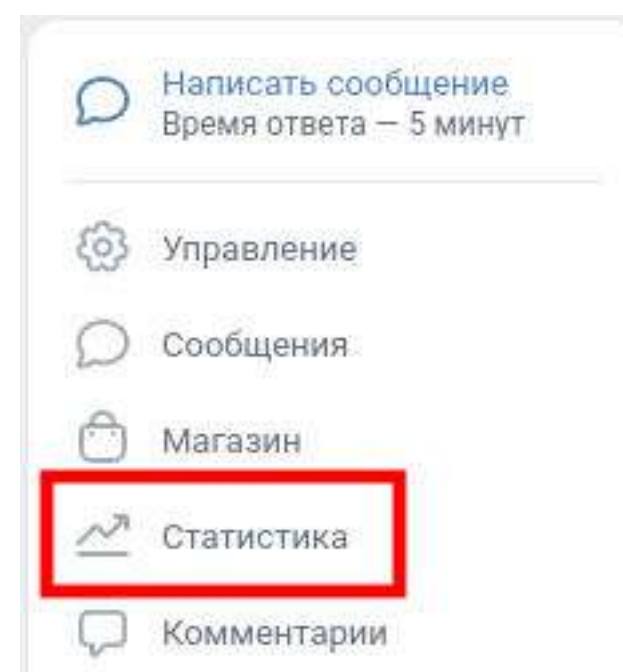 Написать сообщение
Время ответа — 5 минут
Управление
Сообщения
Магазин
Статистика
Комментарии